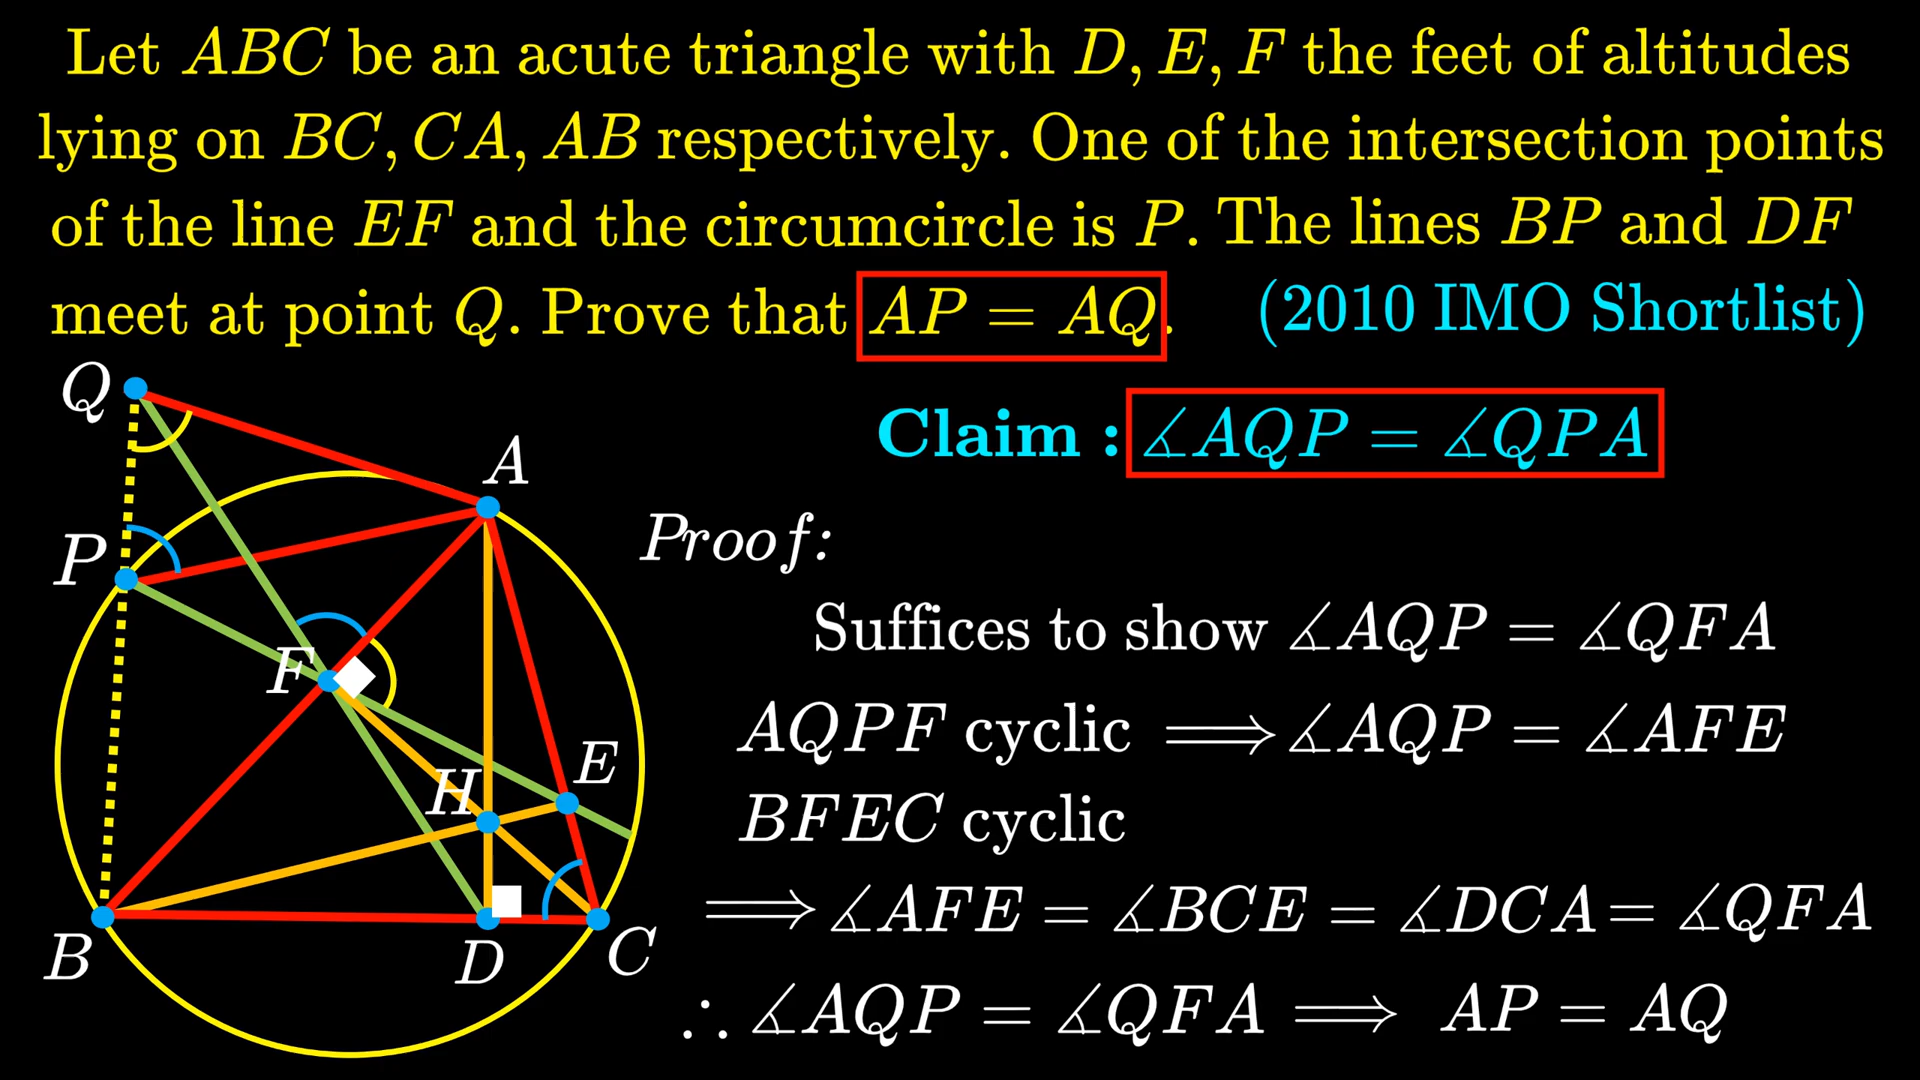 Let ABC be an acute triangle with D, E, F the feet of altitudes
lying on BC, CA, AB respectively. One of the intersection points
of the line EF and the circumcircle is P. The lines BP and DF
meet at point Q. Prove that AP = AQ. (2010 IMO Shortlist)
Claim : ∡AQP = ∡QPA
Proof:
Suffices to show ∡AQP = ∡QFA
AQPF cyclic ⟹ ∡AQP = ∡AFE
BFEC cyclic
⟹ ∡AFE = ∡BCE = ∡DCA = ∡QFA
∴ ∡AQP = ∡QFA ⟹ AP = AQ
Q
A
P
F
E
H
B
D
C